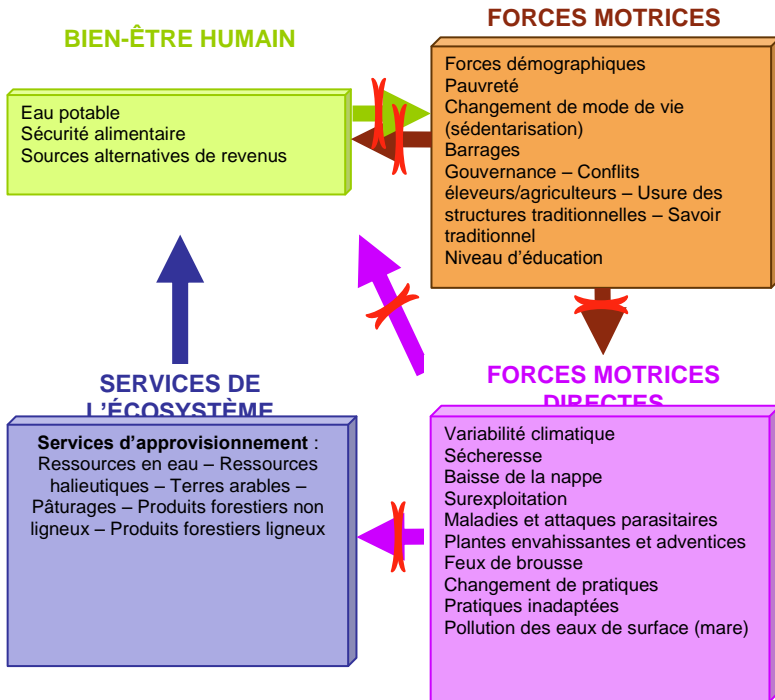 BIEN-ÊTRE HUMAIN
Eau potable
Sécurité alimentaire
Sources alternatives de revenus
FORCES MOTRICES
Forces démographiques
Pauvreté
Changement de mode de vie
(sédentarisation)
Barrages
Gouvernance – Conflits
éleveurs/agriculteurs – Usure des
structures traditionnelles – Savoir
traditionnel
Niveau d'éducation
SERVICES DE
L'ÉCOSYSTÈME
Services d'approvisionnement :
Ressources en eau – Ressources
halieutiques – Terres arables –
Pâturages – Produits forestiers non
ligneux – Produits forestiers ligneux
FORCES MOTRICES
DIRECTES
Variabilité climatique
Sécheresse
Baisse de la nappe
Surexploitation
Maladies et attaques parasitaires
Plantes envahissantes et adventices
Feux de brousse
Changement de pratiques
Pratiques inadaptées
Pollution des eaux de surface (mare)